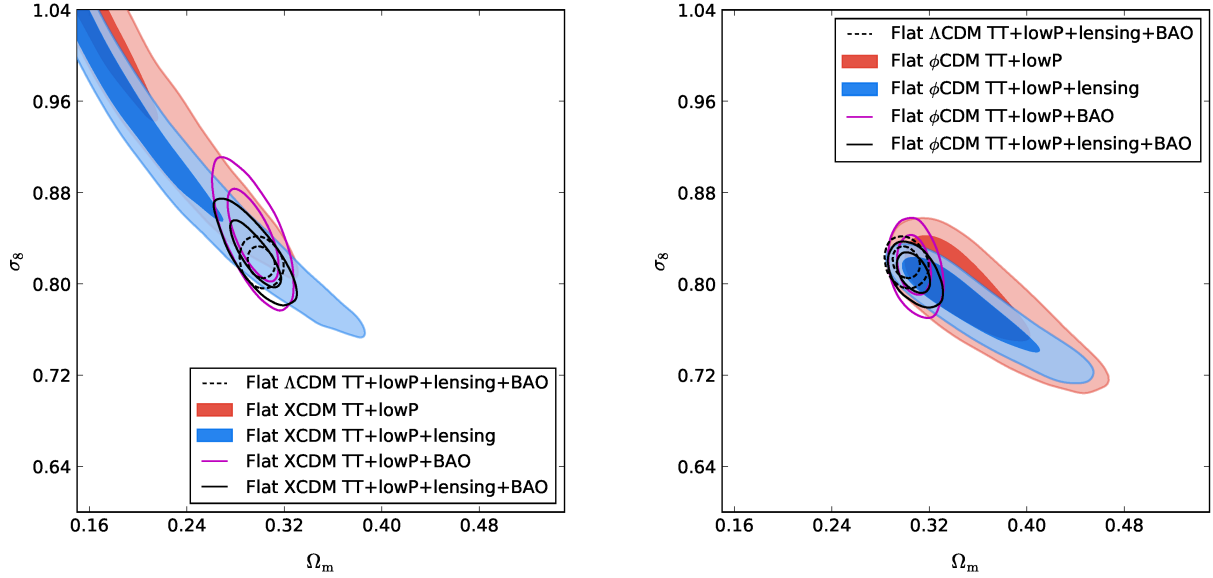 1.04
0.96
0.88
0.80
0.72
0.64
σ8
Flat ΛCDM TT+lowP+lensing+BAO
Flat XCDM TT+lowP
Flat XCDM TT+lowP+lensing
Flat XCDM TT+lowP+BAO
Flat XCDM TT+lowP+lensing+BAO
0.16 0.24 0.32 0.40 0.48
Ωm
1.04
0.96
0.88
0.80
0.72
0.64
σ8
Flat ΛCDM TT+lowP+lensing+BAO
Flat ϕCDM TT+lowP
Flat ϕCDM TT+lowP+lensing
Flat ϕCDM TT+lowP+BAO
Flat ϕCDM TT+lowP+lensing+BAO
0.16 0.24 0.32 0.40 0.48
Ωm